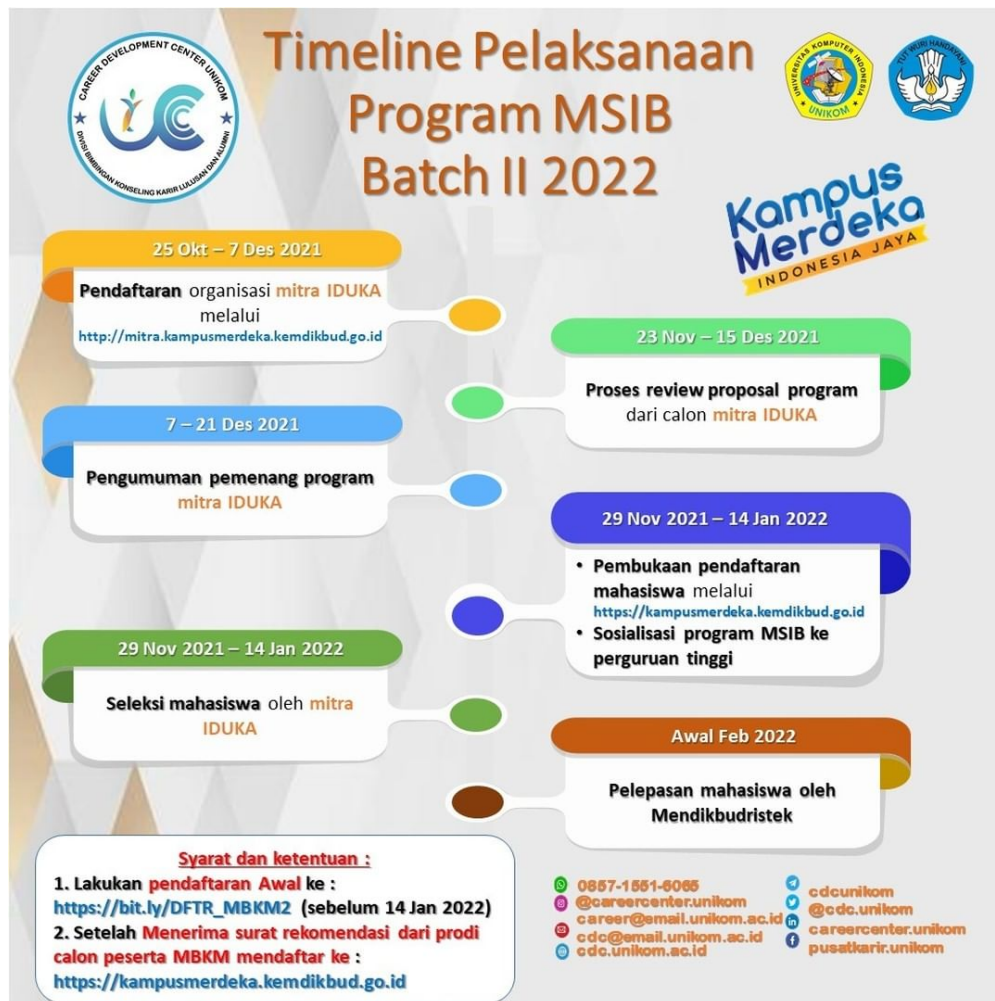 CAREER DEVELOPMENT CENTER UNIKOM
UCC
DIVISI BIMBINGAN KONSELING KARIR LULUSAN DAN ALUMNI
Timeline Pelaksanaan
Program MSIB
Batch II 2022
UNIVERSITAS KOMPUTER INDONESIA
UNIKOM
TUT WURI HANDAYANI
Kampus
Merdeka
INDONESIA JAYA
25 Okt – 7 Des 2021
Pendaftaran organisasi mitra IDUKA
melalui
http://mitra.kampusmerdeka.kemdikbud.go.id
23 Nov – 15 Des 2021
Proses review proposal program
dari calon mitra IDUKA
7 – 21 Des 2021
Pengumuman pemenang program
mitra IDUKA
29 Nov 2021 – 14 Jan 2022
• Pembukaan pendaftaran
mahasiswa melalui
https://kampusmerdeka.kemdikbud.go.id
• Sosialisasi program MSIB ke
perguruan tinggi
29 Nov 2021 – 14 Jan 2022
Seleksi mahasiswa oleh mitra
IDUKA
Awal Feb 2022
Pelepasan mahasiswa oleh
Mendikbudristek
Syarat dan ketentuan :
1. Lakukan pendaftaran Awal ke :
https://bit.ly/DFTR_MBKM2 (sebelum 14 Jan 2022)
2. Setelah Menerima surat rekomendasi dari prodi
calon peserta MBKM mendaftar ke :
https://kampusmerdeka.kemdikbud.go.id
0857-1551-6065
@careercenter.unikom
career@email.unikom.ac.id
cdc@email.unikom.ac.id
cdc.unikom.ac.id
cdcunikom
@cdc.unikom
careercenter.unikom
pusatkarir.unikom